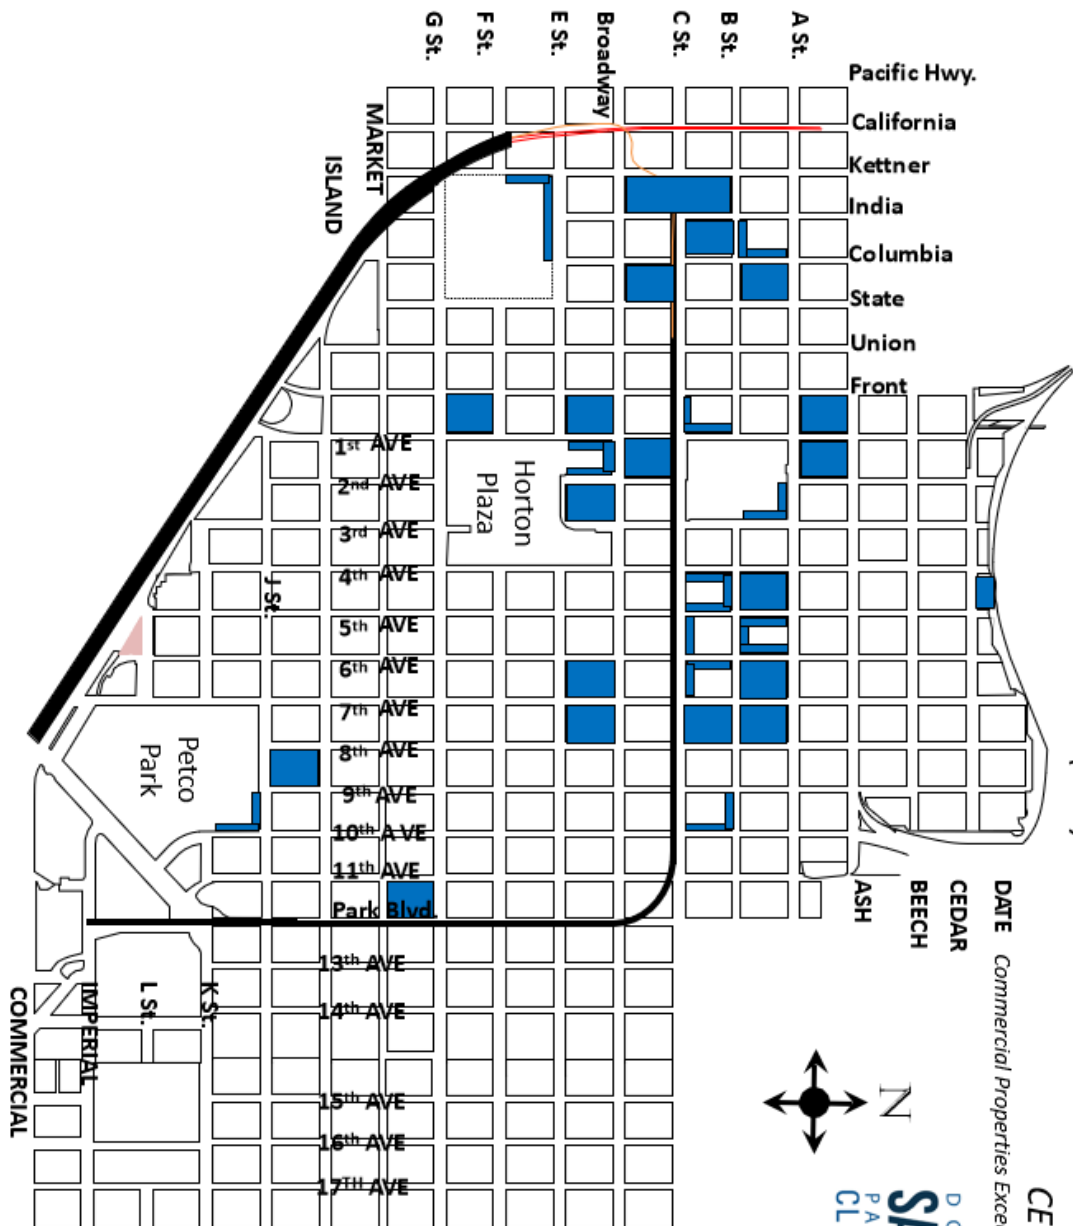 G St.
F St.
E St.
Broadway
C St.
B St.
A St.
Pacific Hwy.
California
Kettner
India
Columbia
State
Union
Front
MARKET
ISLAND
1st AVE
2nd AVE
3rd AVE
4th AVE
5th AVE
6th AVE
7th AVE
8th AVE
9th AVE
10th AVE
11th AVE
Park Blvd.
13th AVE
14th AVE
15th AVE
16th AVE
17TH AVE
Horton
Plaza
J St.
Petco
Park
K St.
L St.
IMPERIAL
COMMERCIAL
ASH
BEECH
CEDAR
DATE
N
Commercial Properties Excee
CE
D O
SA
P A
CL